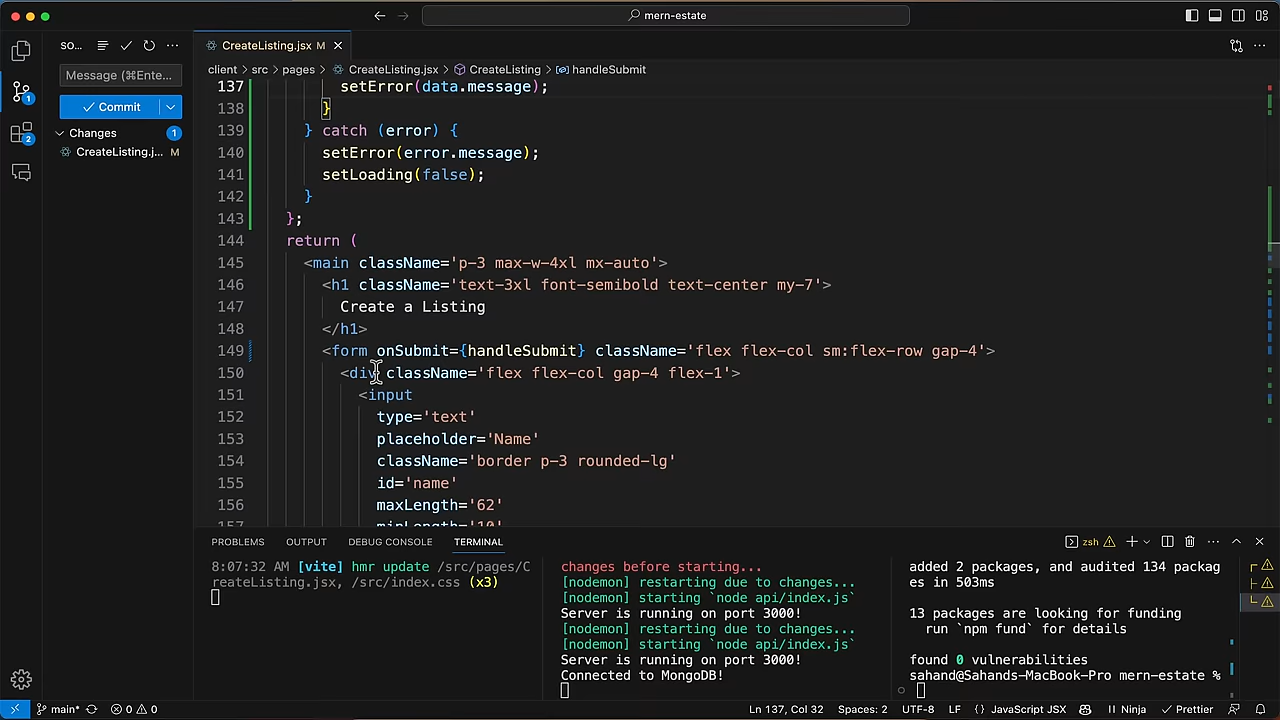 mern-estate
SO...
CreateListing.jsx M
Message (⌘Ente...
client > src > pages > CreateListing.jsx > CreateListing > handleSubmit
Commit
Changes 1
CreateListing.j... M
1
2
137 setError(data.message);
138 }
139 } catch (error) {
140 setError(error.message);
141 setLoading(false);
142 }
143 };
144 return (
145 <main className='p-3 max-w-4xl mx-auto'>
146 <h1 className='text-3xl font-semibold text-center my-7'>
147 Create a Listing
148 </h1>
149 <form onSubmit={handleSubmit} className='flex flex-col sm:flex-row gap-4'>
150 <div className='flex flex-col gap-4 flex-1'>
151 <input
152 type='text'
153 placeholder='Name'
154 className='border p-3 rounded-lg'
155 id='name'
156 maxLength='62'
157 minLength='10'
PROBLEMS OUTPUT DEBUG CONSOLE TERMINAL zsh
8:07:32 AM [vite] hmr update /src/pages/C
reateListing.jsx, /src/index.css (x3)
changes before starting...
[nodemon] restarting due to changes...
[nodemon] starting `node api/index.js`
Server is running on port 3000!
[nodemon] restarting due to changes...
[nodemon] starting `node api/index.js`
Server is running on port 3000!
Connected to MongoDB!
added 2 packages, and audited 134 packag
es in 503ms
13 packages are looking for funding
run `npm fund` for details
found 0 vulnerabilities
sahand@Sahands-MacBook-Pro mern-estate %
main* 0 0 Ln 137, Col 32 Spaces: 2 UTF-8 LF {} JavaScript JSX Ninja Prettier